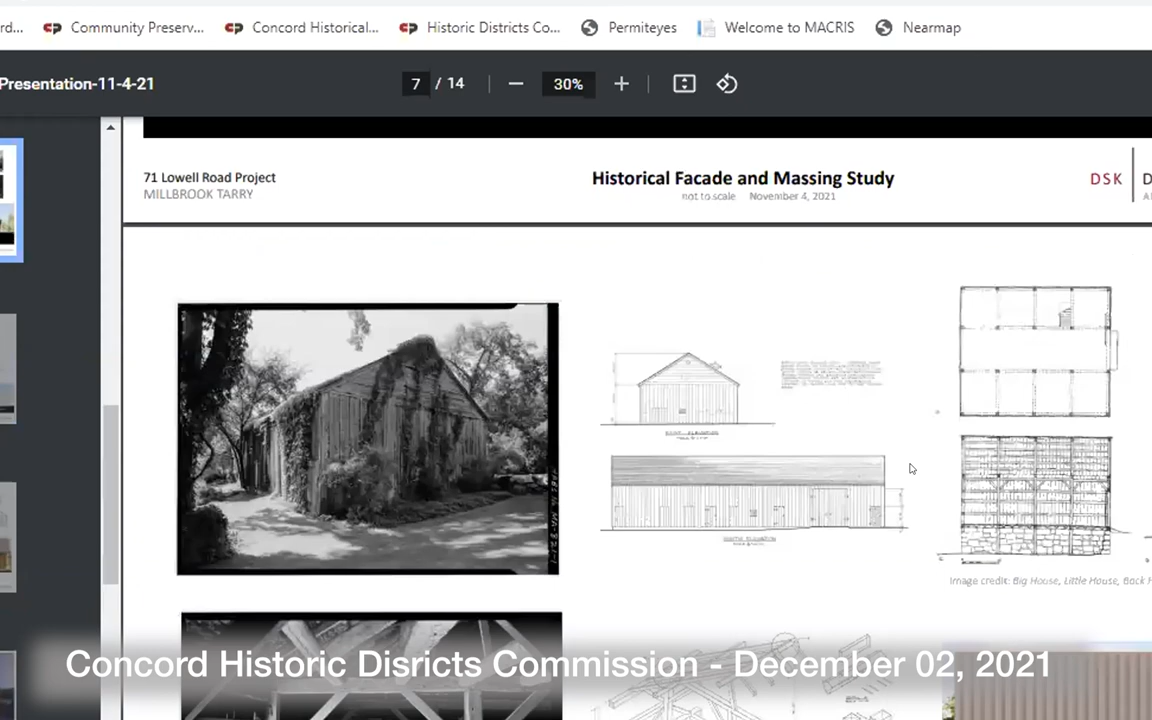 rd... Community Preserv... Concord Historical... Historic Districts Co... Permiteyes Welcome to MACRIS Nearmap
Presentation-11-4-21 7 / 14 30%
71 Lowell Road Project
MILLBROOK TARRY
Historical Facade and Massing Study
not to scale November 4, 2021
DSK
Image credit: Big House, Little House, Back H
Concord Historic Disricts Commission - December 02, 2021